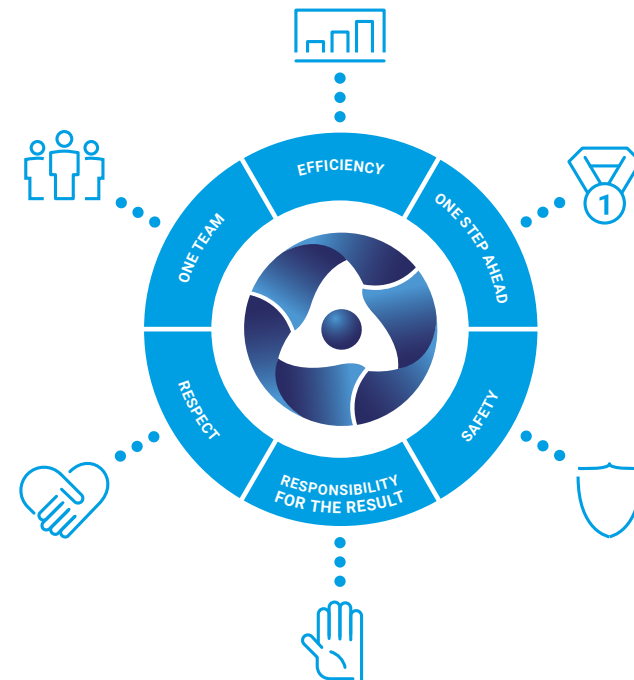 EFFICIENCY
ONE STEP AHEAD
1
SAFETY
RESPONSIBILITY
FOR THE RESULT
RESPECT
ONE TEAM